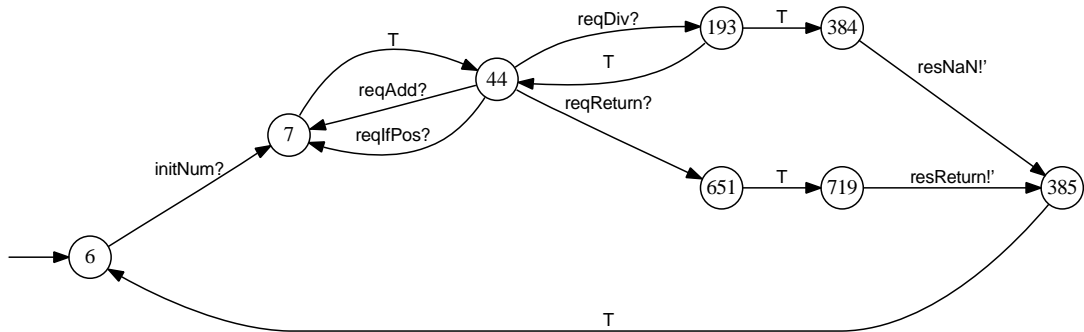 reqDiv?
193
T
384
T
T
44
resNaN!’
reqAdd?
reqReturn?
7
reqIfPos?
initNum?
651
T
719
resReturn!’
385
6
T